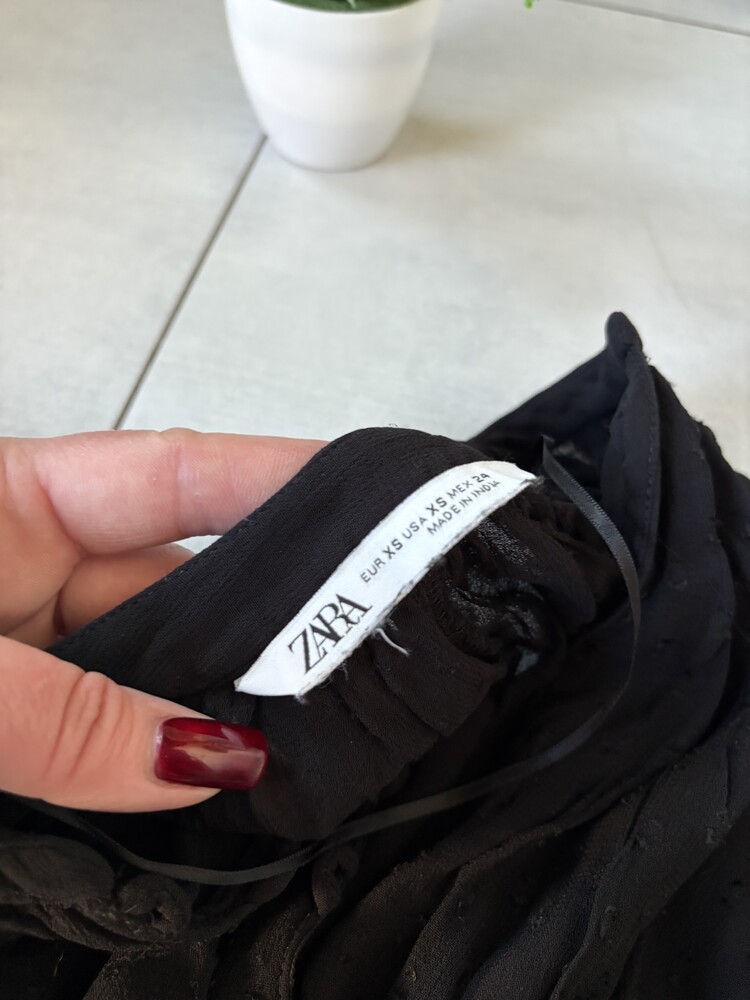 ZARA
EUR XS USA XS MEX 24
MADE IN INDIA